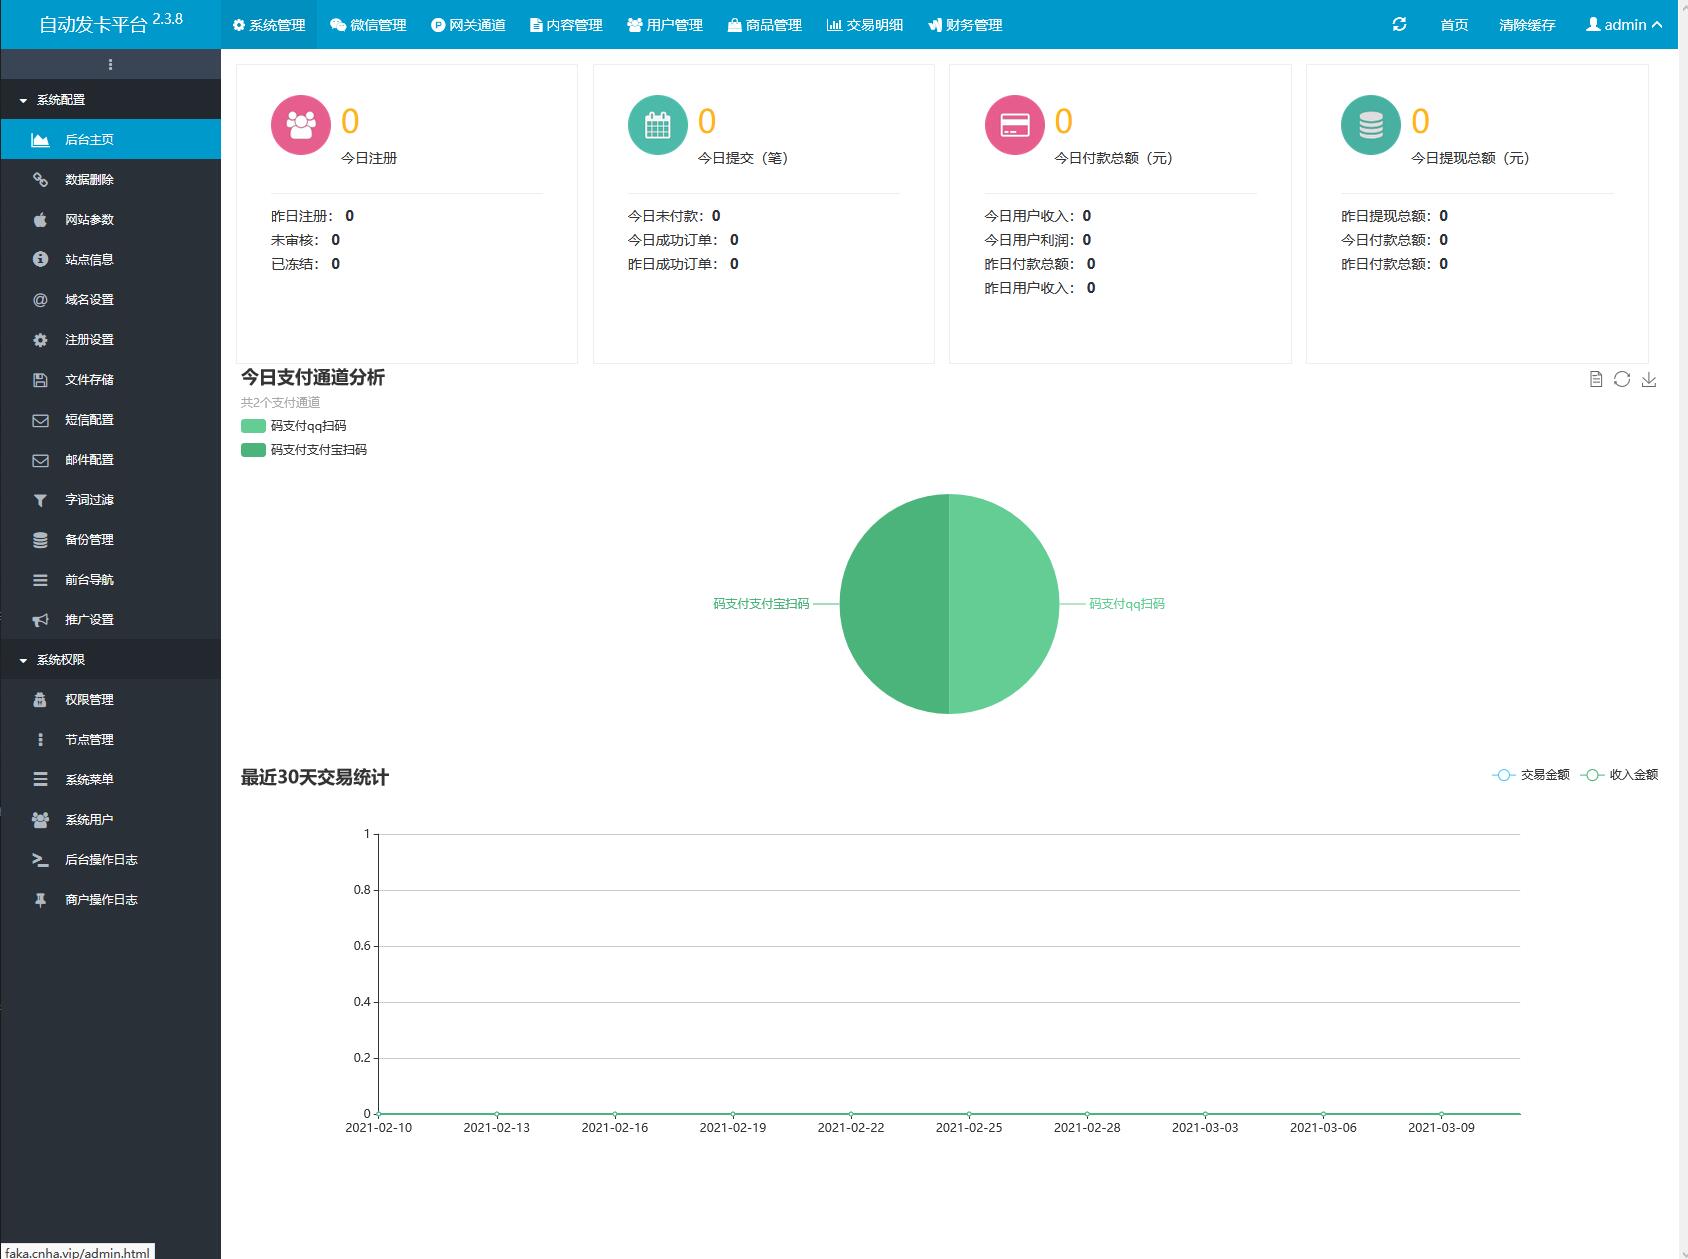 自动发卡平台 2.3.8
系统管理 微信管理 网关通道 内容管理 用户管理 商品管理 交易明细 财务管理
首页 清除缓存 admin
系统配置
后台主页
数据删除
网站参数
站点信息
域名设置
注册设置
文件存储
短信配置
邮件配置
字词过滤
备份管理
前台导航
推广设置
系统权限
权限管理
节点管理
系统菜单
系统用户
后台操作日志
商户操作日志
0
今日注册
昨日注册： 0
未审核： 0
已冻结： 0
0
今日提交（笔）
今日未付款：0
今日成功订单： 0
昨日成功订单： 0
0
今日付款总额（元）
今日用户收入：0
今日用户利润：0
昨日付款总额： 0
昨日用户收入： 0
0
今日提现总额（元）
昨日提现总额：0
今日付款总额：0
昨日付款总额：0
今日支付通道分析
共2个支付通道
码支付qq扫码
码支付支付宝扫码
码支付支付宝扫码
码支付qq扫码
最近30天交易统计
交易金额 收入金额
1
0.8
0.6
0.4
0.2
0
2021-02-10 2021-02-13 2021-02-16 2021-02-19 2021-02-22 2021-02-25 2021-02-28 2021-03-03 2021-03-06 2021-03-09
faka.cnha.vip/admin.html